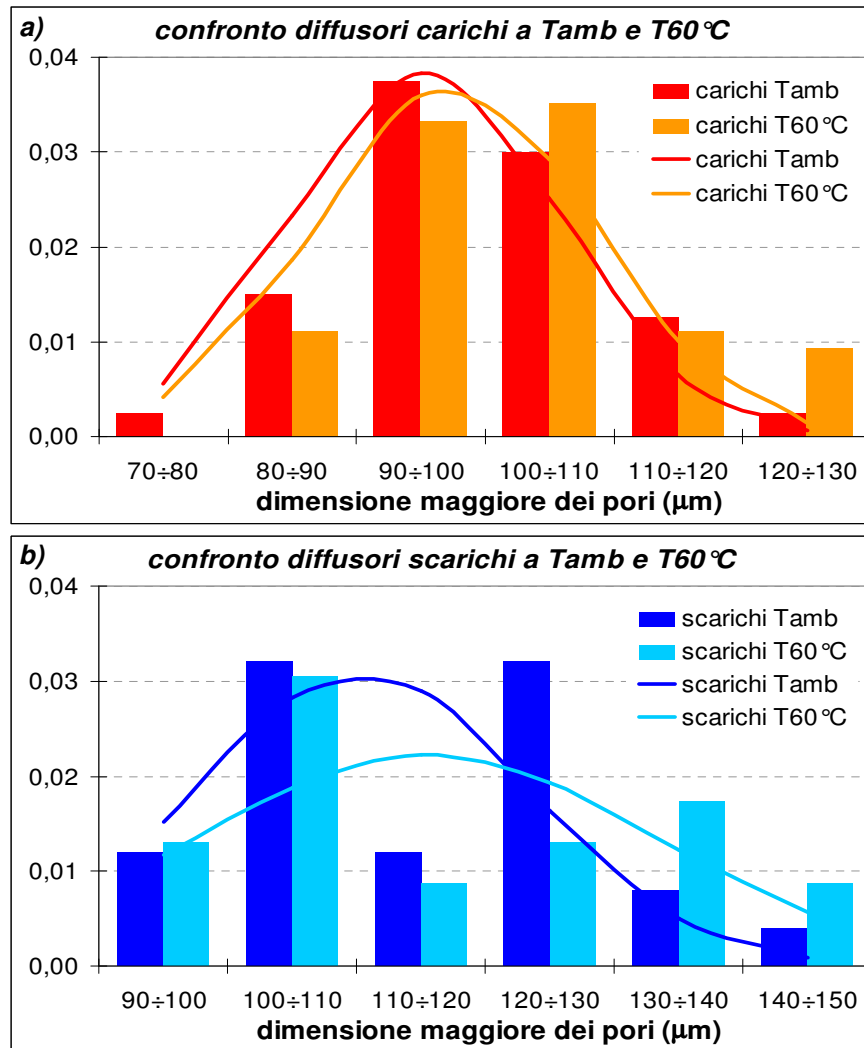 a)
confronto diffusori carichi a Tamb e T60°C
0,04
0,03
0,02
0,01
0,00
carichi Tamb
carichi T60°C
carichi Tamb
carichi T60°C
70÷80 80÷90 90÷100 100÷110 110÷120 120÷130
dimensione maggiore dei pori (µm)
b)
confronto diffusori scarichi a Tamb e T60°C
0,04
0,03
0,02
0,01
0,00
scarichi Tamb
scarichi T60°C
scarichi Tamb
scarichi T60°C
90÷100 100÷110 110÷120 120÷130 130÷140 140÷150
dimensione maggiore dei pori (µm)